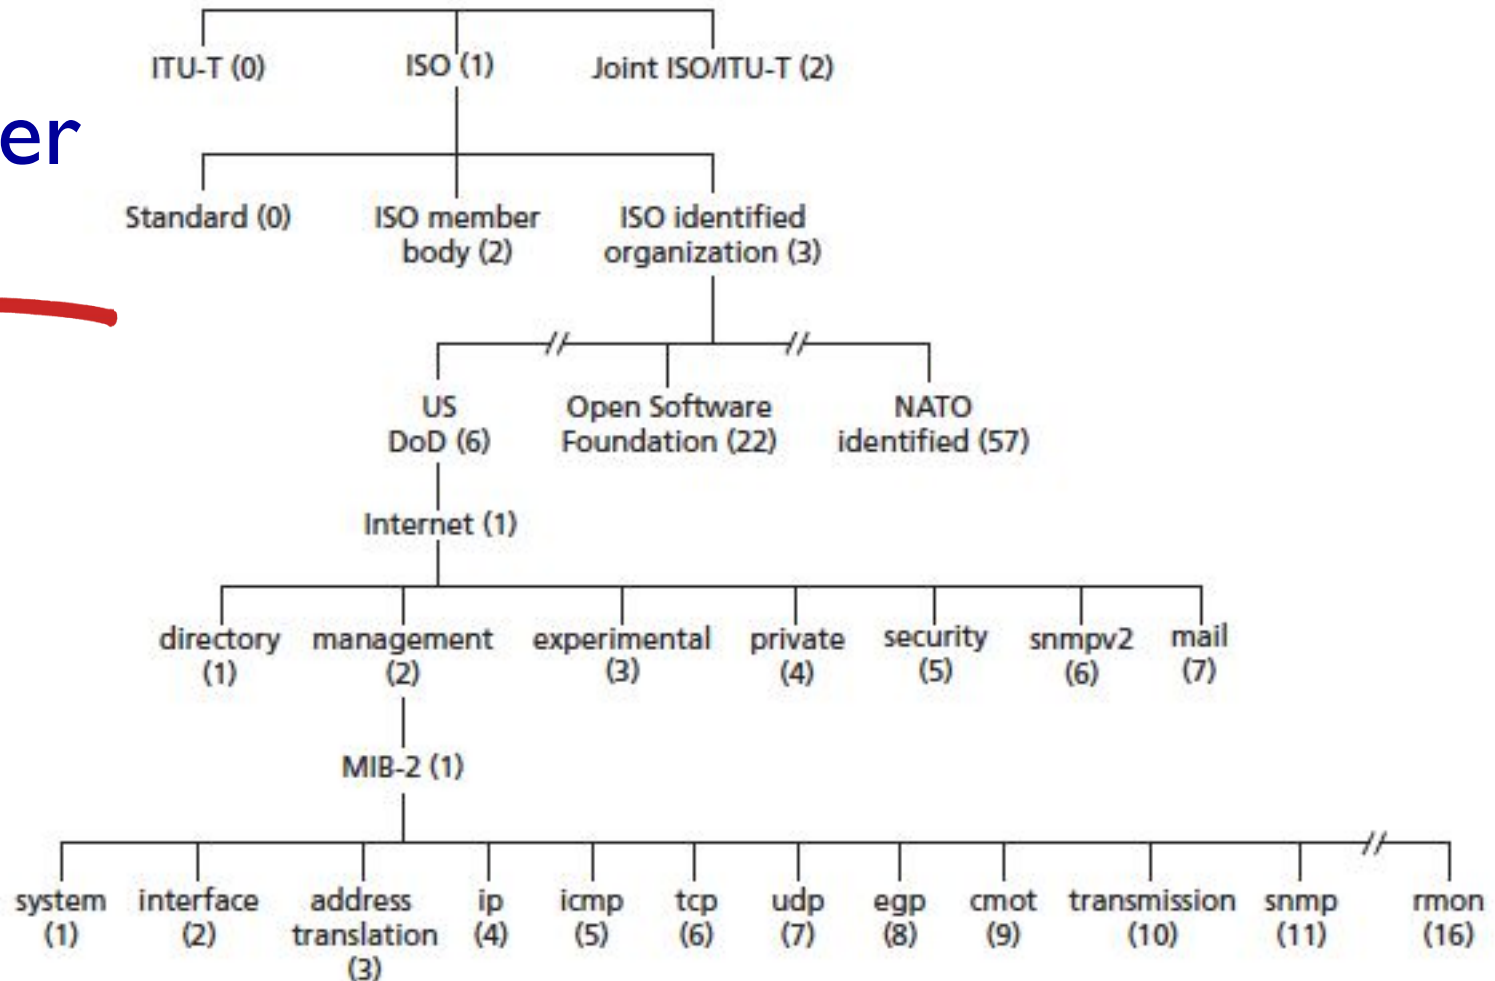 ITU-T (0) ISO (1) Joint ISO/ITU-T (2)
er
Standard (0) ISO member ISO identified
body (2) organization (3)
US Open Software NATO
DoD (6) Foundation (22) identified (57)
Internet (1)
directory management experimental private security snmpv2 mail
(1) (2) (3) (4) (5) (6) (7)
MIB-2 (1)
system interface address ip icmp tcp udp egp cmot transmission snmp rmon
(1) (2) translation (4) (5) (6) (7) (8) (9) (10) (11) (16)
(3)